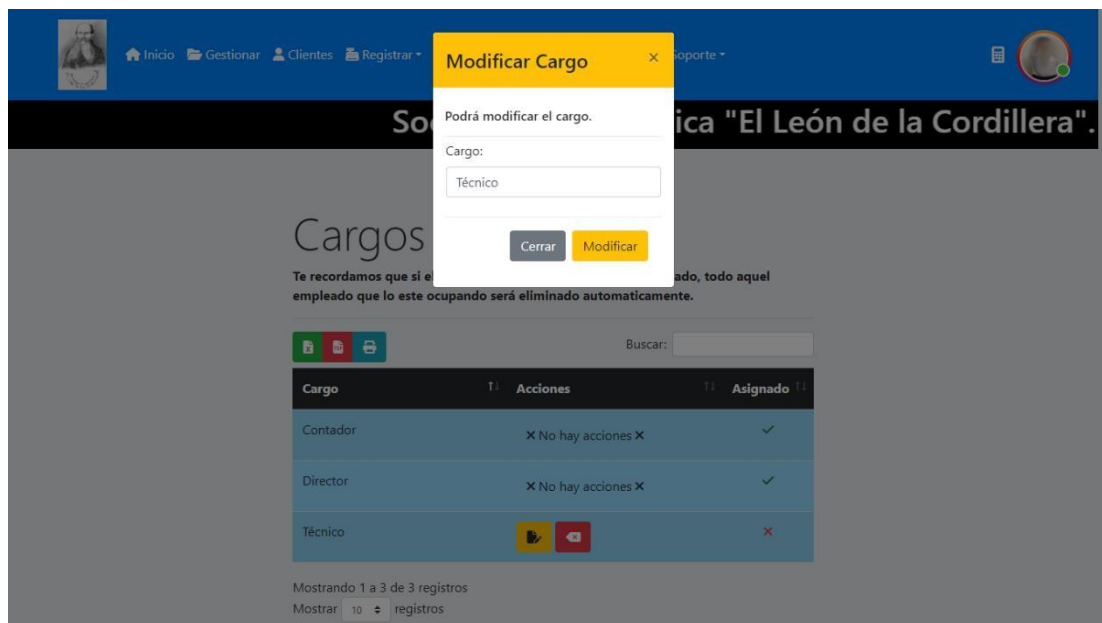 Inicio Gestionar Clientes Registrar Soporte
Modificar Cargo ×
So ica "El León de la Cordillera".
Podrá modificar el cargo.
Cargo:
Técnico
Cerrar Modificar
Cargos
Te recordamos que si e ado, todo aquel
empleado que lo este ocupando será eliminado automaticamente.
Buscar:
Cargo Acciones Asignado
Contador × No hay acciones ×
Director × No hay acciones ×
Técnico
Mostrando 1 a 3 de 3 registros
Mostrar 10 registros